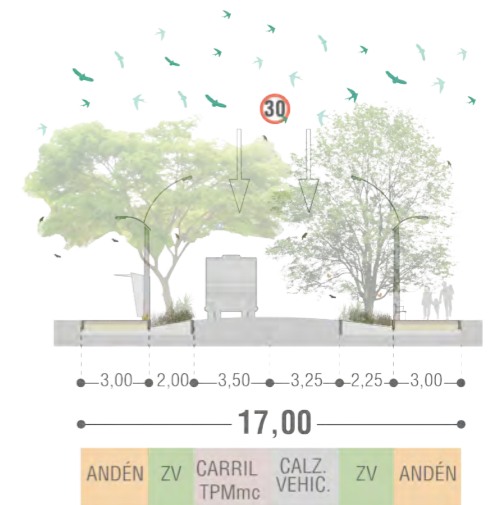 30
3,00 2,00 3,50 3,25 2,25 3,00
17,00
ANDÉN ZV CARRIL TPMmc CALZ. VEHIC. ZV ANDÉN